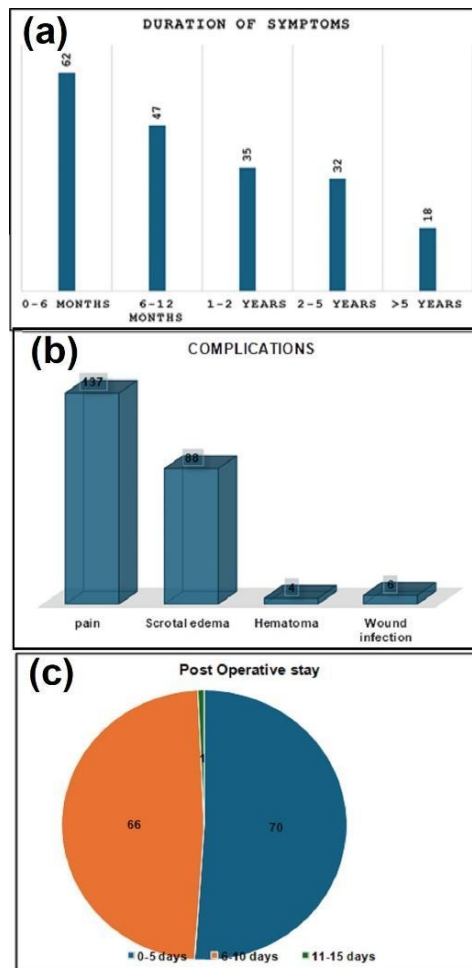 (a)
DURATION OF SYMPTOMS
62
47
35
32
18
0-6 MONTHS 6-12 MONTHS 1-2 YEARS 2-5 YEARS >5 YEARS
(b)
COMPLICATIONS
137
88
4
6
pain Scrotal edema Hematoma Wound infection
(c)
Post Operative stay
1
66
70
0-5 days 6-10 days 11-15 days